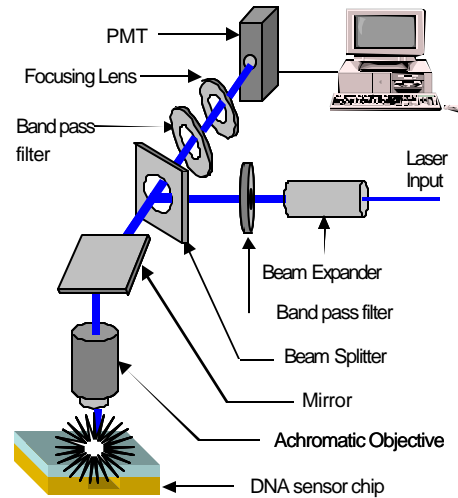 PMT
Focusing Lens
Band pass
filter
Laser
Input
Beam Expander
Band pass filter
Beam Splitter
Mirror
Achromatic Objective
DNA sensor chip